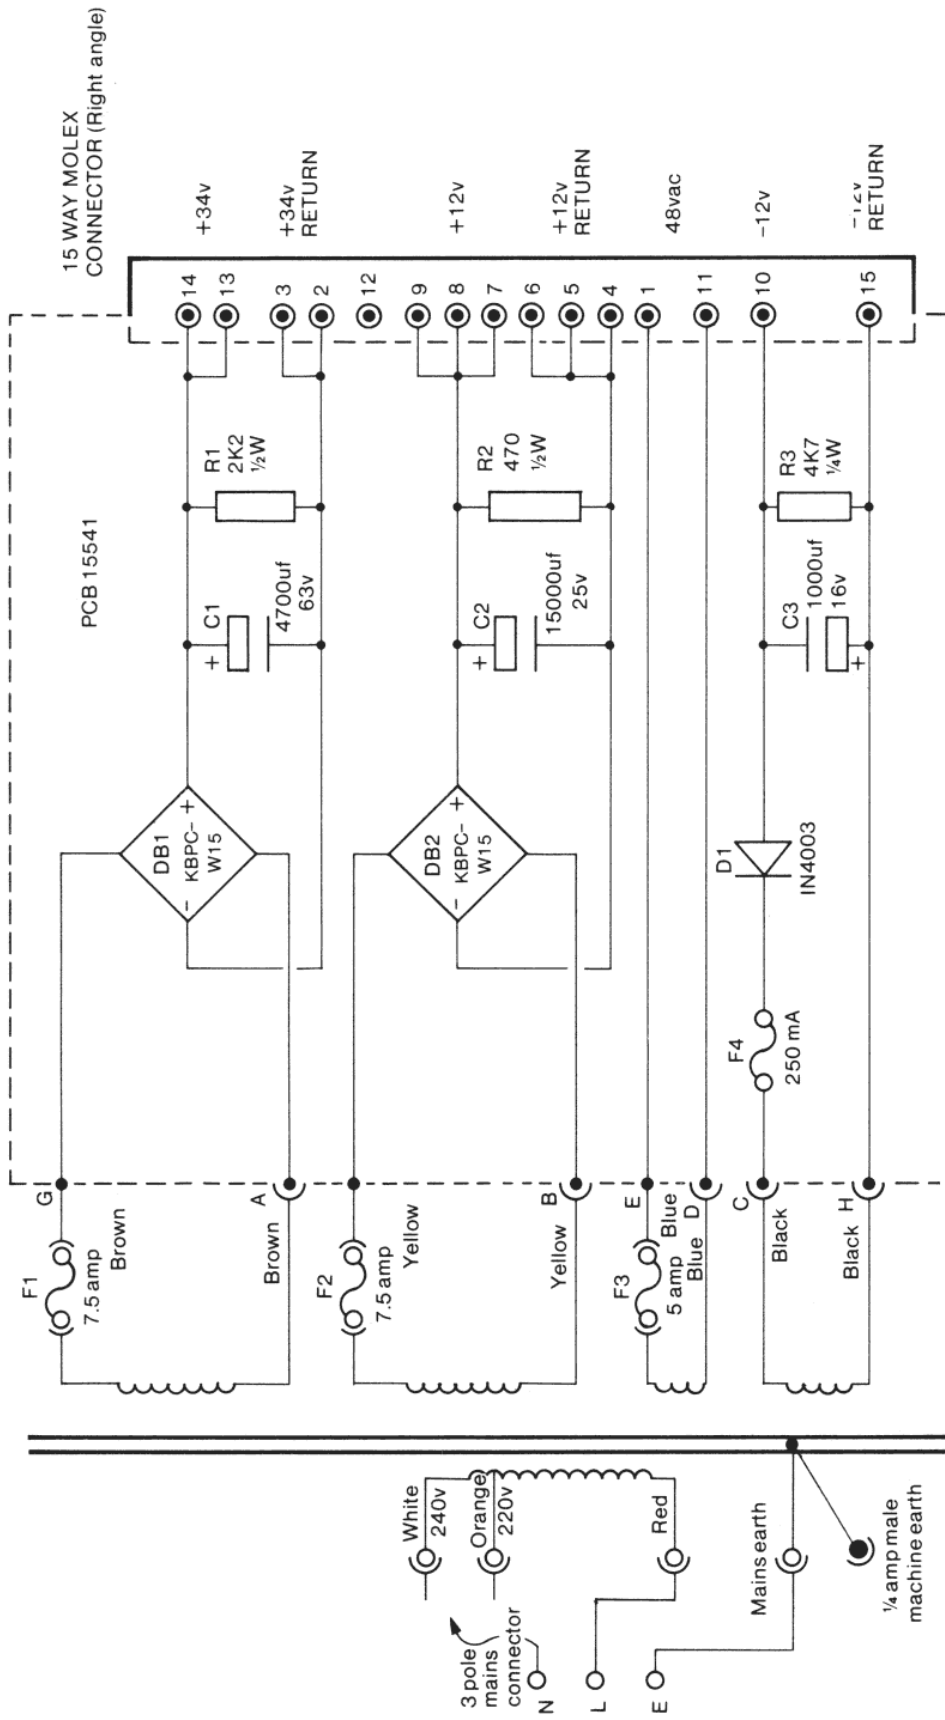 15 WAY MOLEX
CONNECTOR (Right angle)
+34v
+34v
RETURN
+12v
+12v
RETURN
48vac
−12v
−12v
RETURN
14
13
3
2
12
9
8
7
6
5
4
1
11
10
15
PCB 15541
R1
2K2
½W
R2
470
½W
R3
4K7
¼W
+
C1
4700uf
63v
+
C2
15000uf
25v
C3
1000uf
16v
+
+
DB1
KBPC-
W15
−
+
DB2
KBPC-
W15
−
D1
IN4003
F4
250 mA
G
A
B
E
D
C
H
F1
7.5 amp
Brown
Brown
F2
7.5 amp
Yellow
Yellow
F3
5 amp
Blue
Blue
Black
Black
White
240v
Orange
220v
Red
Mains earth
¼ amp male
machine earth
3 pole
mains
connector
N
L
E